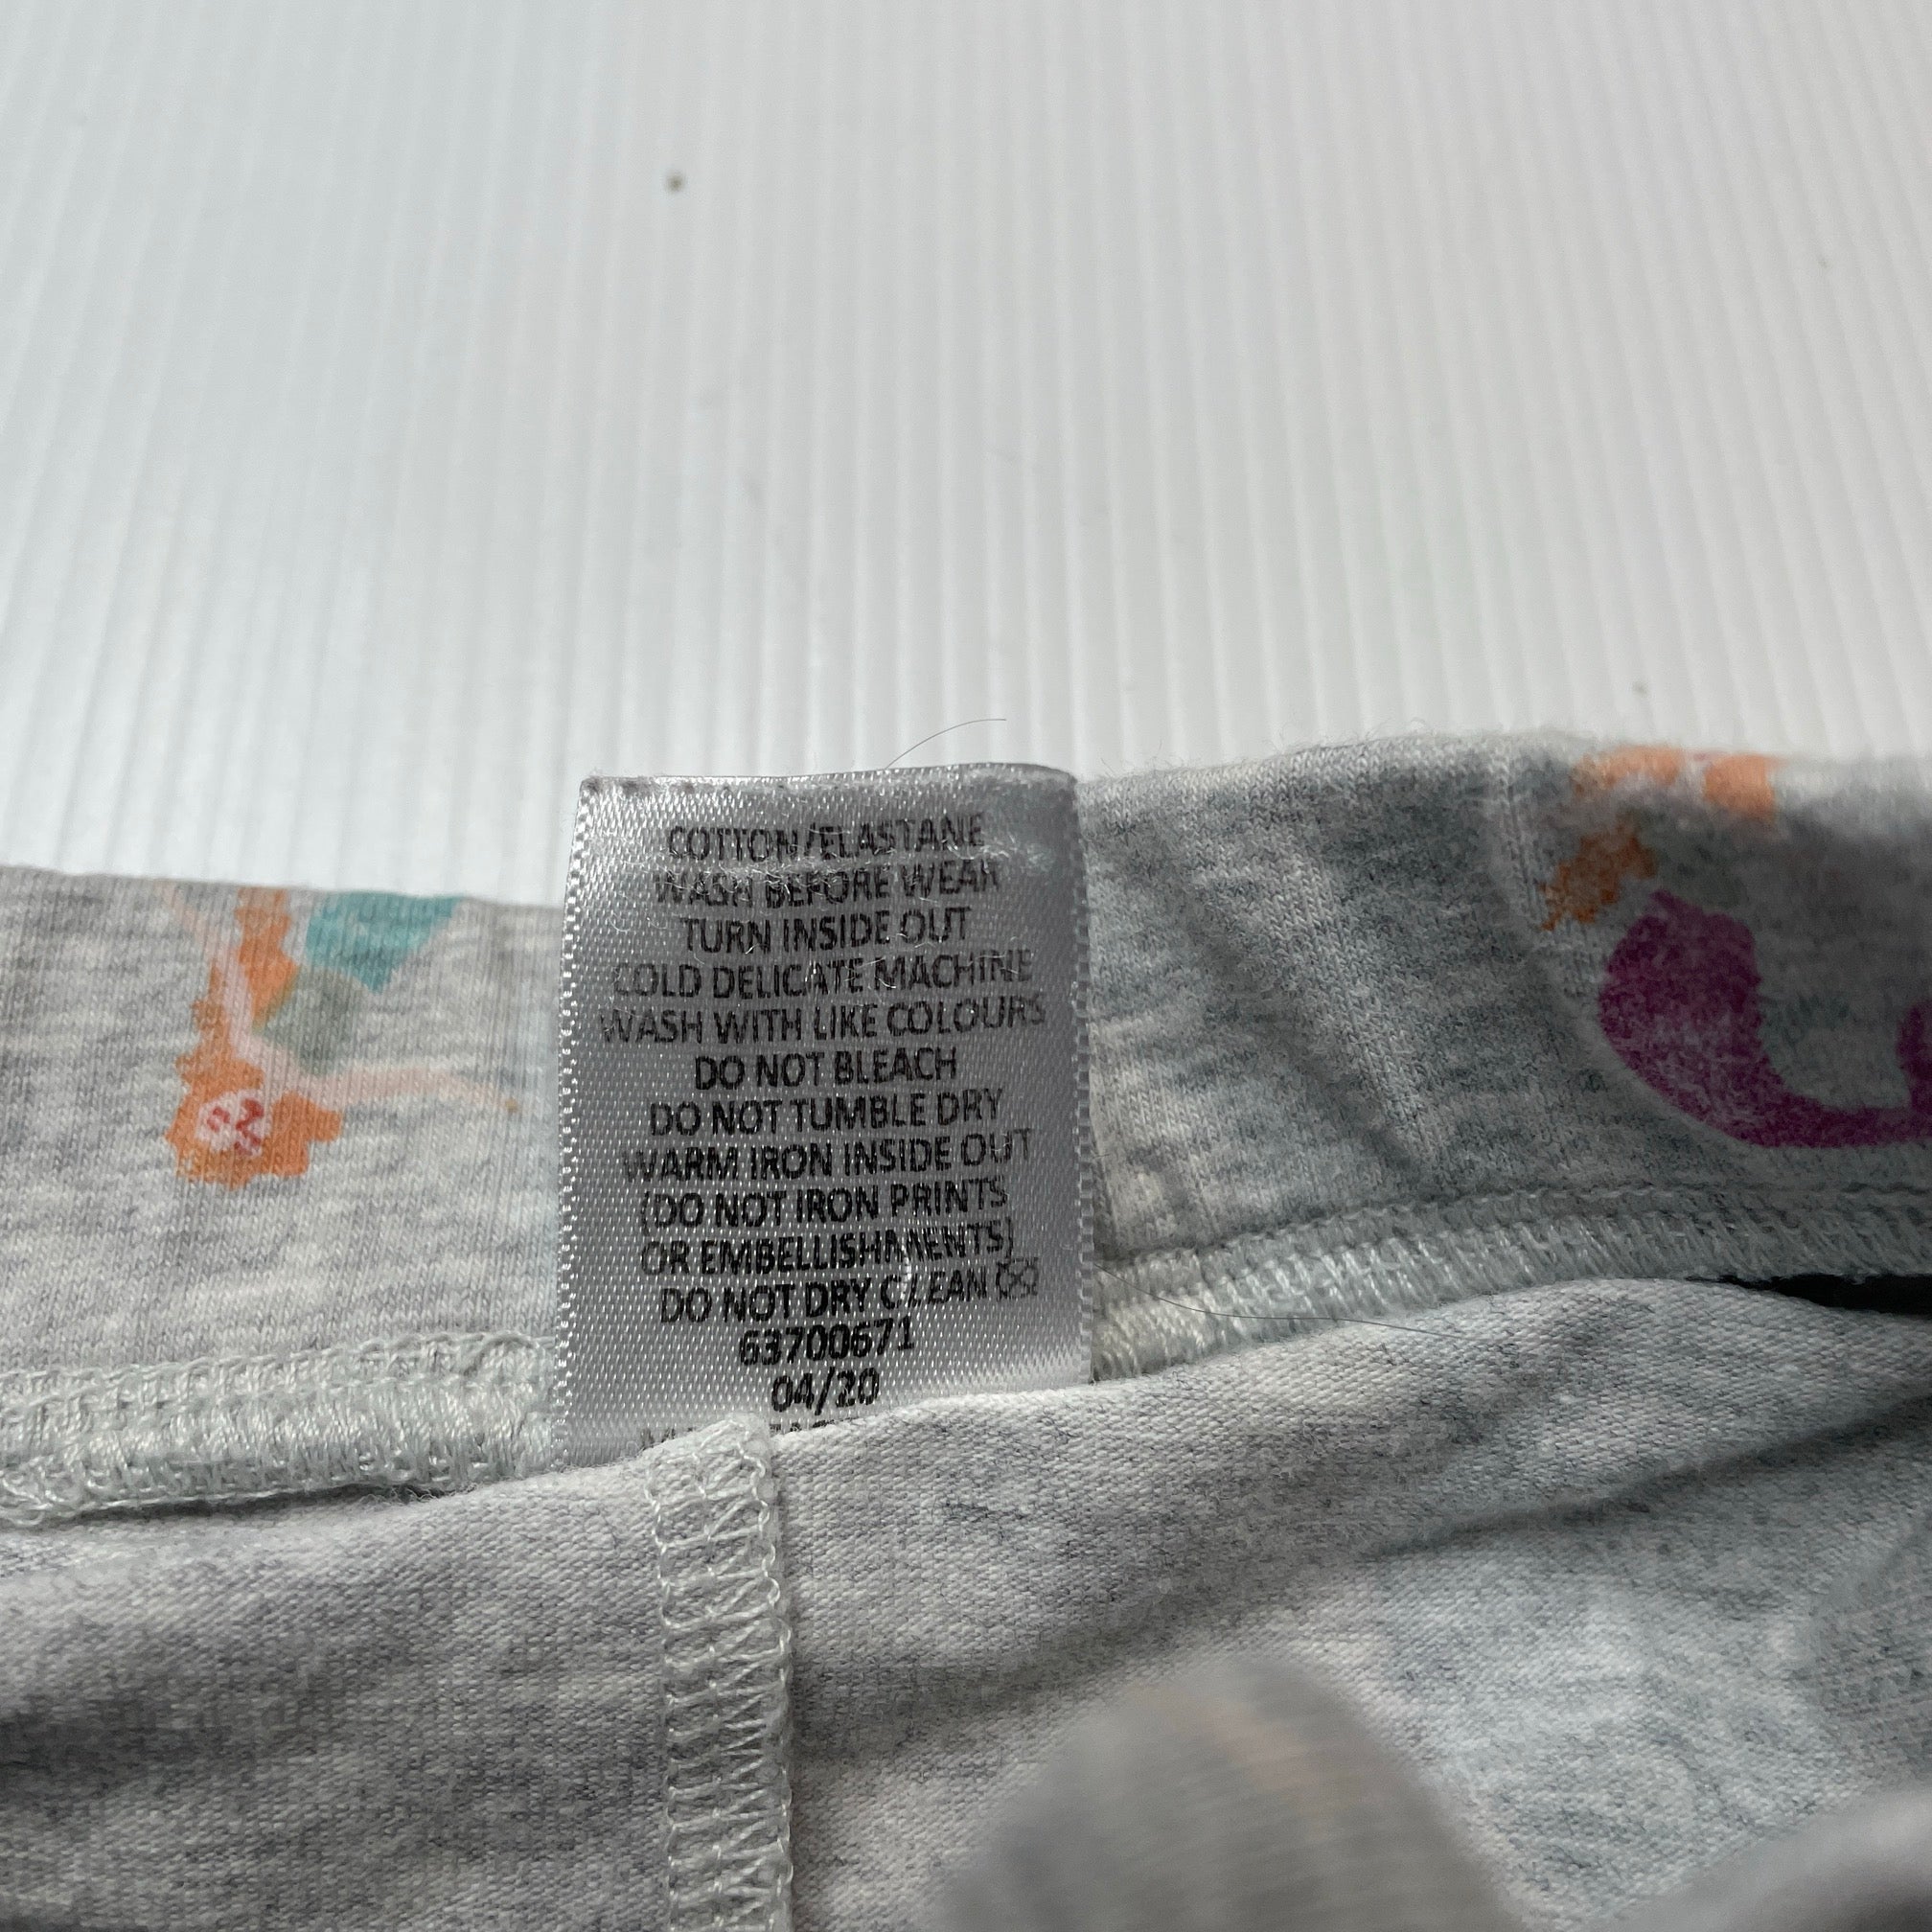 COTTON/ELASTANE
WASH BEFORE WEAR
TURN INSIDE OUT
COLD DELICATE MACHINE
WASH WITH LIKE COLOURS
DO NOT BLEACH
DO NOT TUMBLE DRY
WARM IRON INSIDE OUT
(DO NOT IRON PRINTS
OR EMBELLISHMENTS)
DO NOT DRY CLEAN
63700671
04/20